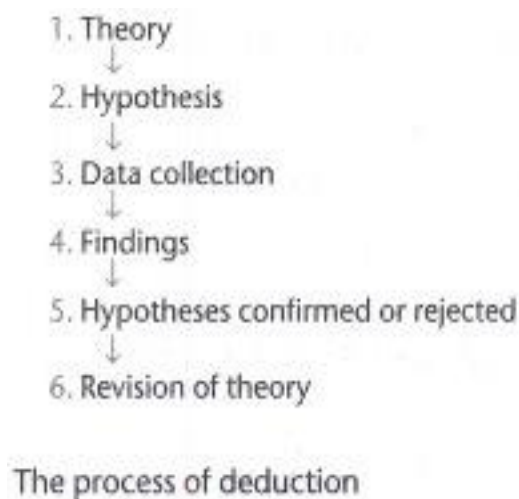 1. Theory
2. Hypothesis
3. Data collection
4. Findings
5. Hypotheses confirmed or rejected
6. Revision of theory
The process of deduction